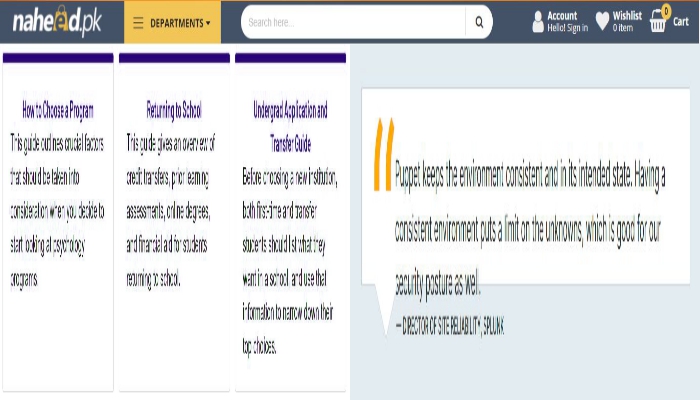 naheed.pk
DEPARTMENTS
Search here...
Account
Hello! Sign in
Wishlist
0 item
0
Cart
How to Choose a Program
This guide outlines crucial factors
that should be taken into
consideration when you decide to
start looking at psychology
programs.
Returning to School
This guide gives an overview of
credit transfers, prior learning
assessments, online degrees,
and financial aid for students
returning to school.
Undergrad Application and
Transfer Guide
Before choosing a new institution,
both first-time and transfer
students should list what they
want in a school, and use that
information to narrow down their
top choices.
“
Puppet keeps the environment consistent and in its intended state. Having a
consistent environment puts a limit on the unknowns, which is good for our
security posture as well.
— DIRECTOR OF SITE RELIABILITY, SPLUNK